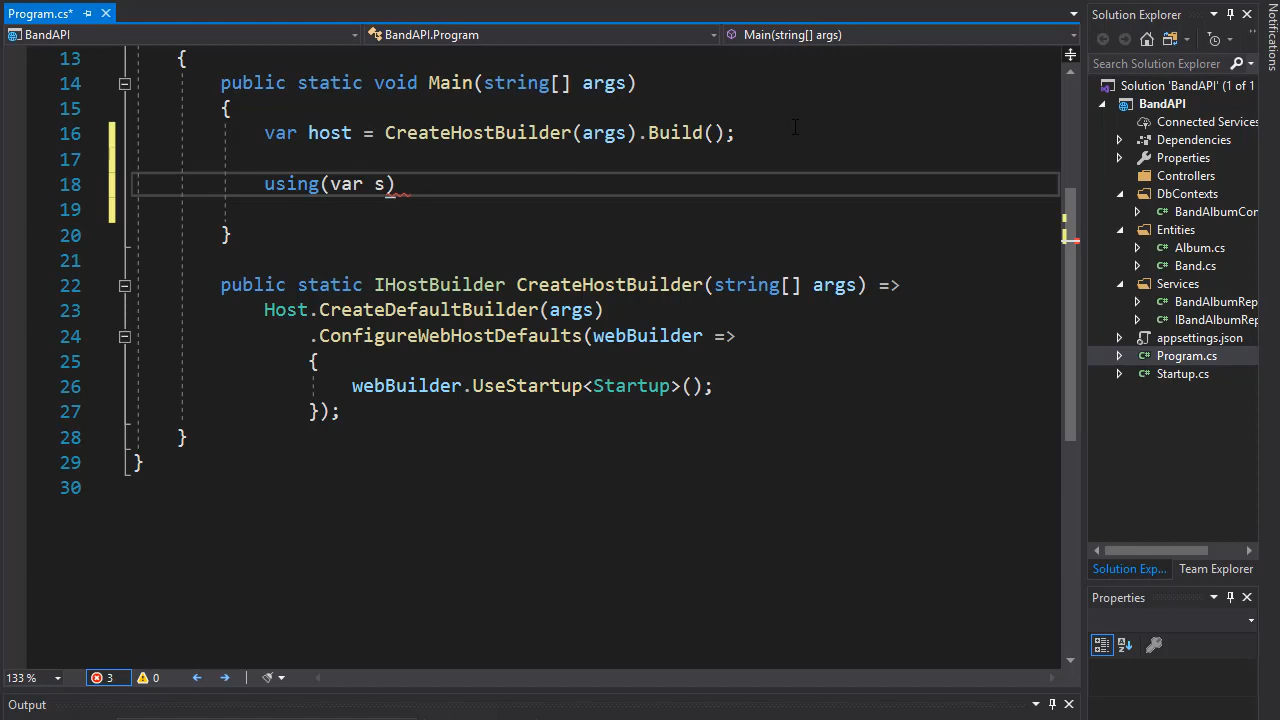 Program.cs*
BandAPI
BandAPI.Program
Main(string[] args)
13 {
14 public static void Main(string[] args)
15 {
16 var host = CreateHostBuilder(args).Build();
17
18 using(var s)
19
20 }
21
22 public static IHostBuilder CreateHostBuilder(string[] args) =>
23 Host.CreateDefaultBuilder(args)
24 .ConfigureWebHostDefaults(webBuilder =>
25 {
26 webBuilder.UseStartup<Startup>();
27 });
28 }
29 }
30
133 %
3
0
Output
Solution Explorer
Search Solution Explorer
Solution 'BandAPI' (1 of 1
BandAPI
Connected Services
Dependencies
Properties
Controllers
DbContexts
BandAlbumCon
Entities
Album.cs
Band.cs
Services
BandAlbumRep
IBandAlbumRep
appsettings.json
Program.cs
Startup.cs
Solution Exp...
Team Explorer
Properties
Notifications